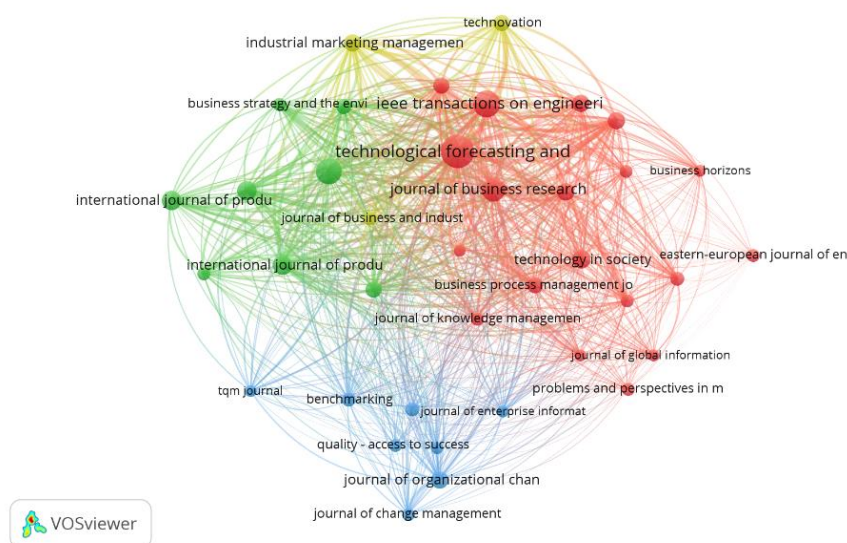 technovation
industrial marketing managemen
business strategy and the envi
ieee transactions on engineeri
technological forecasting and
business horizons
journal of business research
international journal of produ
journal of business and indust
eastern-european journal of en
technology in society
international journal of produ
business process management jo
journal of knowledge managemen
journal of global information
problems and perspectives in m
tqm journal
benchmarking
journal of enterprise informat
quality - access to success
journal of organizational chan
journal of change management
VOSviewer